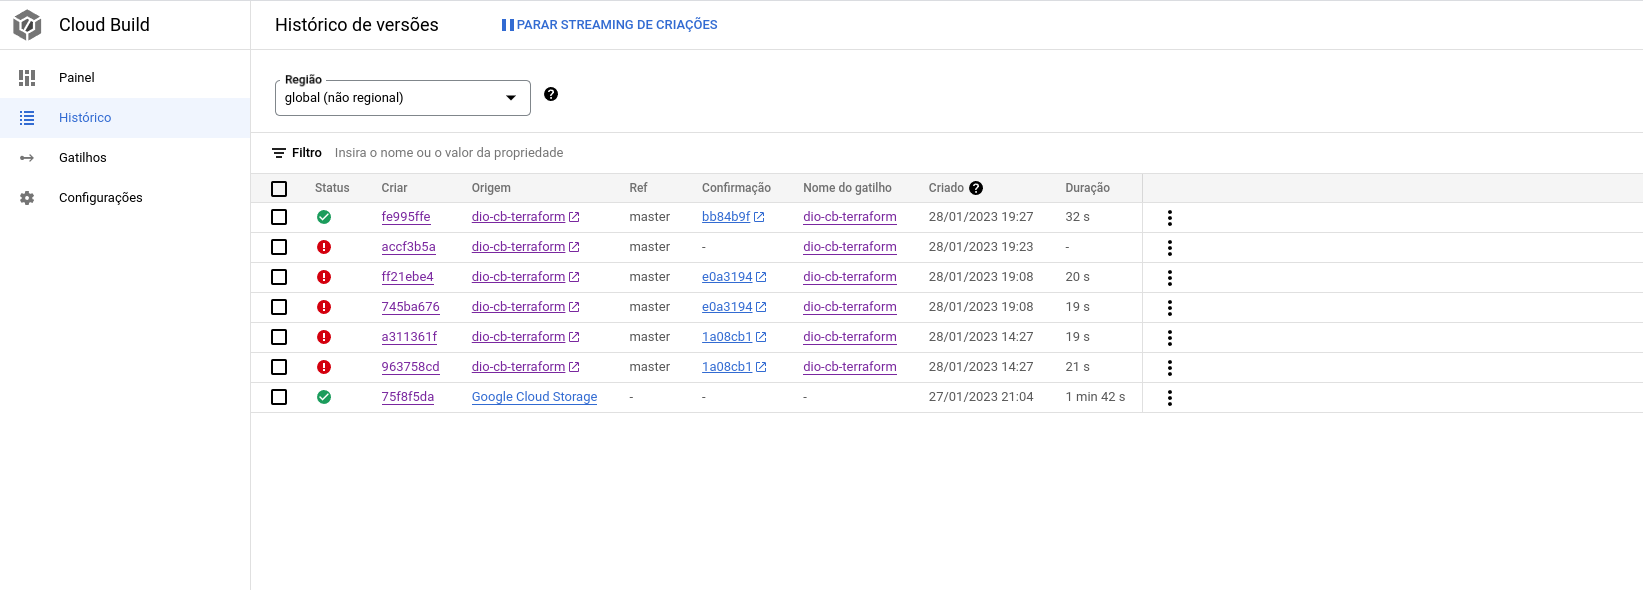 Cloud Build
Histórico de versões
PARAR STREAMING DE CRIAÇÕES
Painel
Histórico
Gatilhos
Configurações
Região
global (não regional)
Filtro Insira o nome ou o valor da propriedade
Status Criar Origem Ref Confirmação Nome do gatilho Criado Duração
fe995ffe dio-cb-terraform master bb84b9f dio-cb-terraform 28/01/2023 19:27 32 s
accf3b5a dio-cb-terraform master - dio-cb-terraform 28/01/2023 19:23 -
ff21ebe4 dio-cb-terraform master e0a3194 dio-cb-terraform 28/01/2023 19:08 20 s
745ba676 dio-cb-terraform master e0a3194 dio-cb-terraform 28/01/2023 19:08 19 s
a311361f dio-cb-terraform master 1a08cb1 dio-cb-terraform 28/01/2023 14:27 19 s
963758cd dio-cb-terraform master 1a08cb1 dio-cb-terraform 28/01/2023 14:27 21 s
75f8f5da Google Cloud Storage - - - 27/01/2023 21:04 1 min 42 s